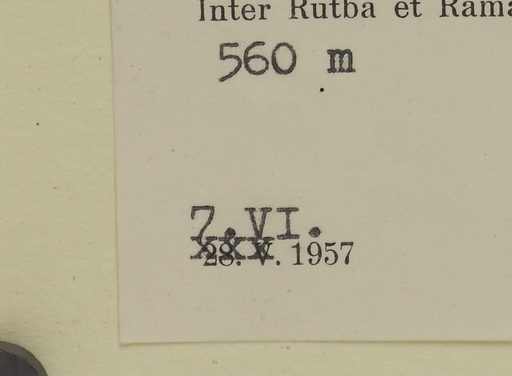 Inter Rutba et Rama
560 m
7.VI.
28. V. 1957